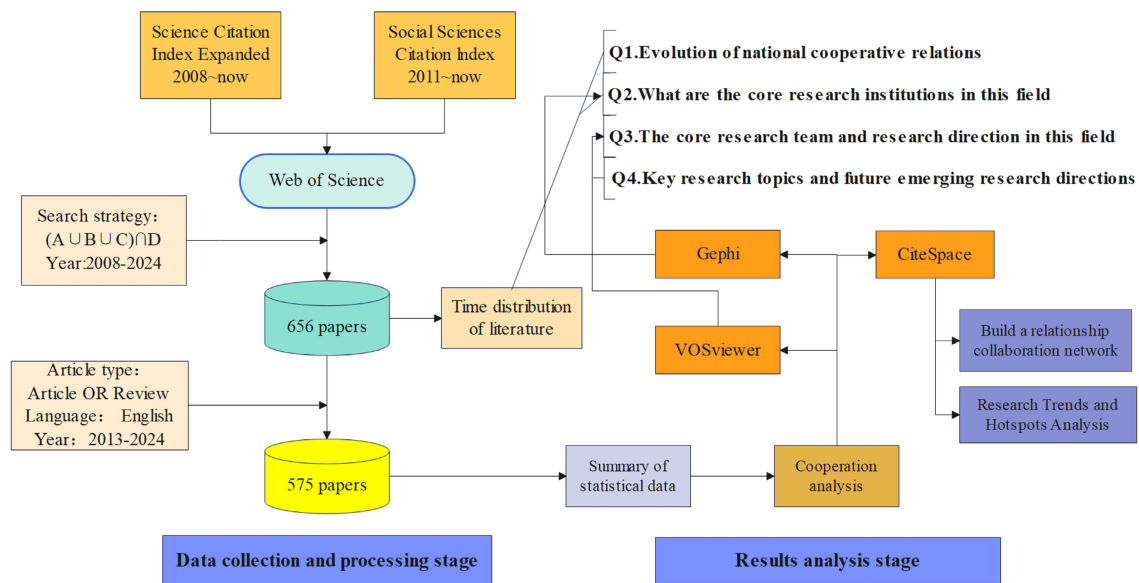 Science Citation
Index Expanded
2008~now
Social Sciences
Citation Index
2011~now
Web of Science
Search strategy：
(A∪B∪C)∩D
Year:2008-2024
656 papers
Time distribution
of literature
Article type：
Article OR Review
Language： English
Year： 2013-2024
575 papers
Summary of
statistical data
Cooperation
analysis
Q1.Evolution of national cooperative relations
Q2.What are the core research institutions in this field
Q3.The core research team and research direction in this field
Q4.Key research topics and future emerging research directions
Gephi
CiteSpace
VOSviewer
Build a relationship
collaboration network
Research Trends and
Hotspots Analysis
Data collection and processing stage
Results analysis stage